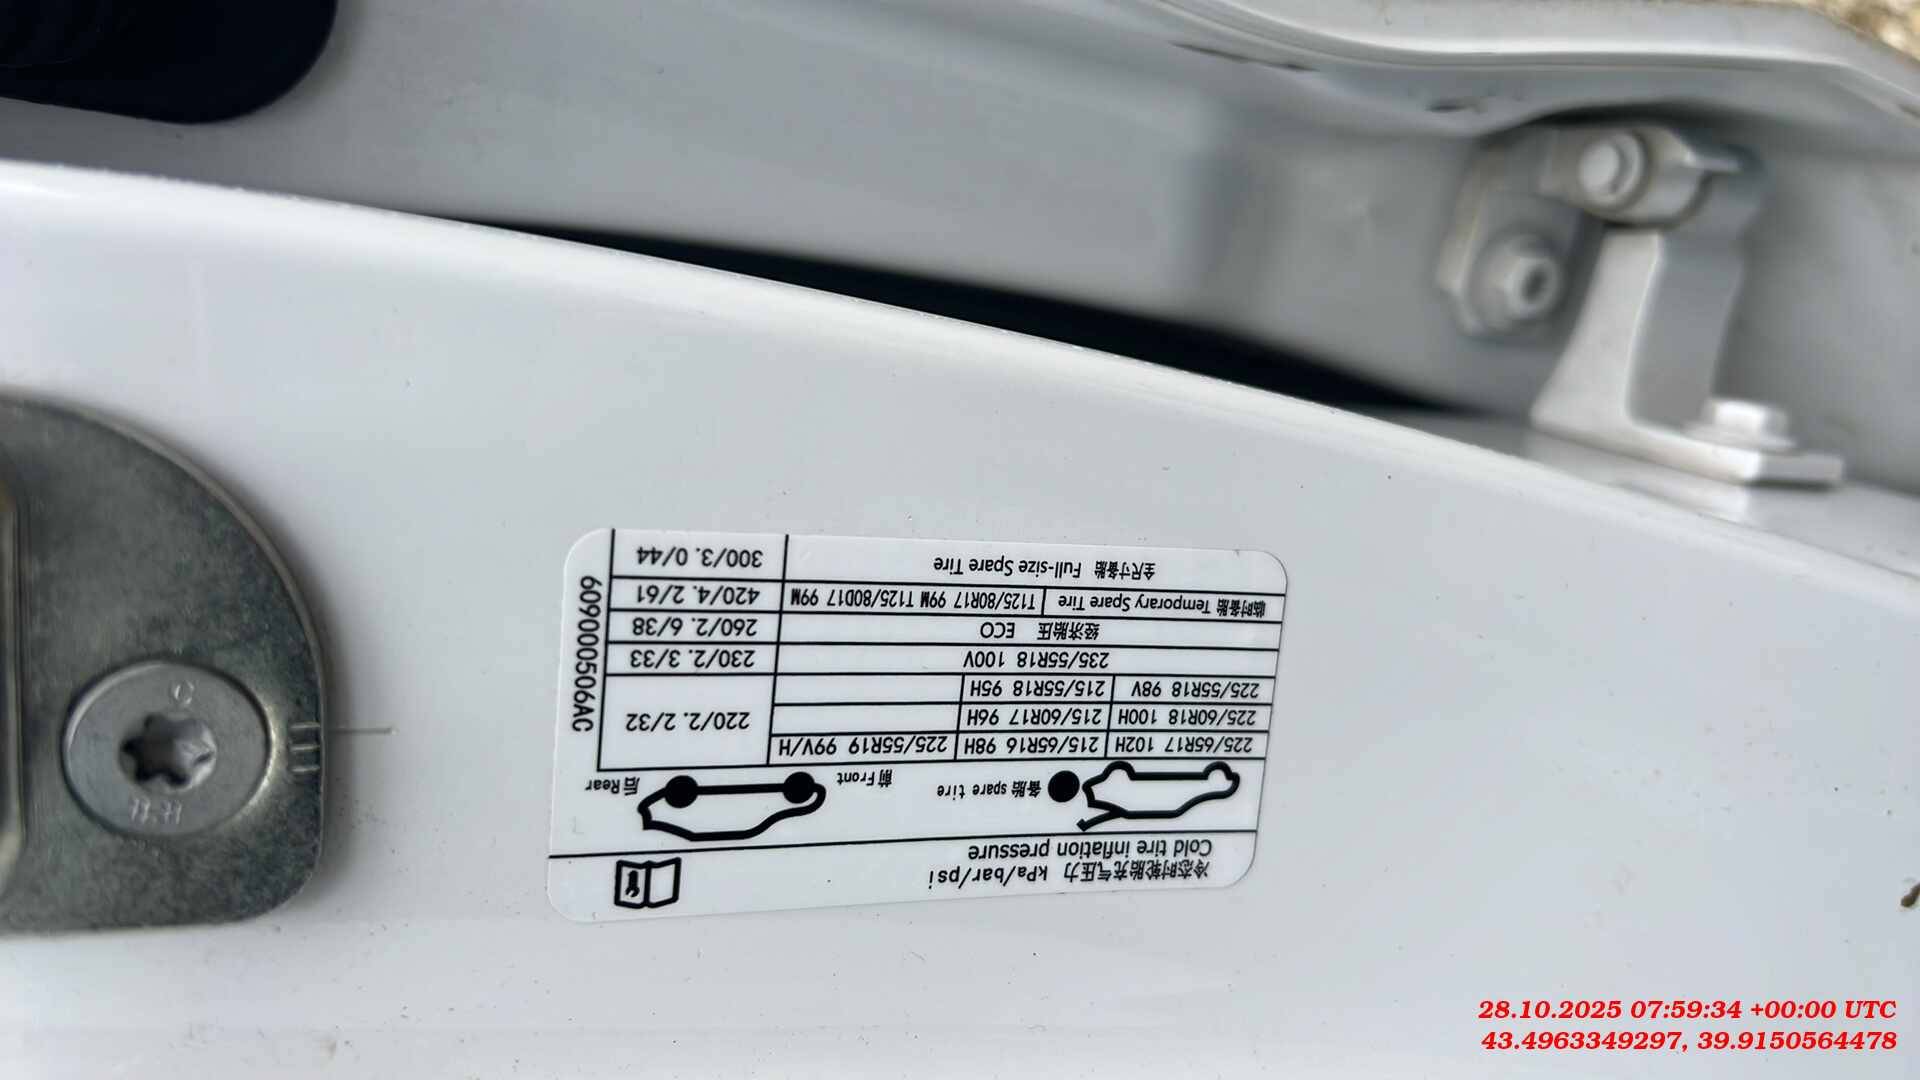 冷态时轮胎充气压力 kPa/bar/psi
Cold tire inflation pressure
备胎 spare tire 前 Front 后 Rear
225/65R17 102H 215/65R16 98H 225/55R19 99V/H 220/2.2/32
225/60R18 100H 215/60R17 96H
225/55R18 98V 215/55R18 95H
235/55R18 100V 230/2.3/33
经济胎压 ECO 260/2.6/38
临时备胎 Temporary Spare Tire T125/80R17 99M T125/80D17 99M 420/4.2/61
全尺寸备胎 Full-size Spare Tire 300/3.0/44
609000506AC
28.10.2025 07:59:34 +00:00 UTC
43.4963349297, 39.9150564478